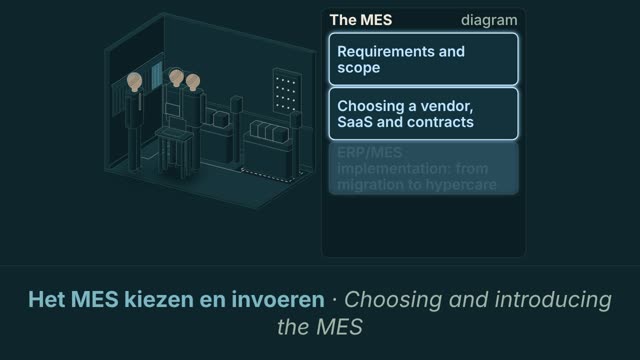 The MES diagram
Requirements and
scope
Choosing a vendor,
SaaS and contracts
ERP/MES
implementation: from
migration to hypercare
Het MES kiezen en invoeren · Choosing and introducing
the MES